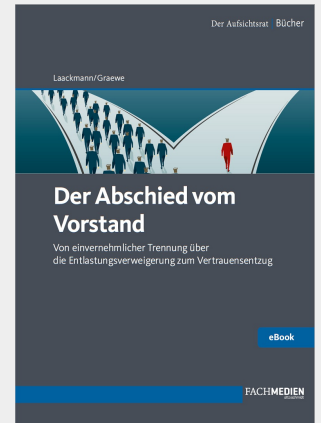 Der Aufsichtsrat Bücher
Laackmann/Graewe
Der Abschied vom
Vorstand
Von einvernehmlicher Trennung über
die Entlastungsverweigerung zum Vertrauensentzug
eBook
FACHMEDIEN